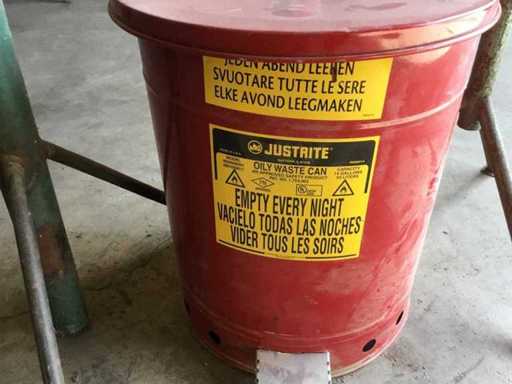 JEDEN ABEND LEEREN
SVUOTARE TUTTE LE SERE
ELKE AVOND LEEGMAKEN
JUSTRITE
OILY WASTE CAN
EMPTY EVERY NIGHT
VACIELO TODAS LAS NOCHES
VIDER TOUS LES SOIRS